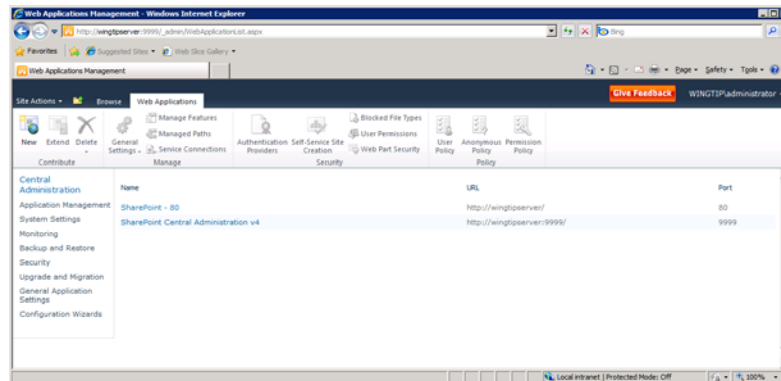 Web Applications Management - Windows Internet Explorer
http://wingtipserver:9999/_admin/WebApplicationList.aspx
Bing
Favorites Suggested Sites Web Slice Gallery
Web Applications Management
Page Safety Tools
Give Feedback WINGTIP\administrator
Site Actions Browse Web Applications
New Extend Delete
General Settings
Manage Features
Managed Paths
Service Connections
Authentication Providers
Self-Service Site Creation
Blocked File Types
User Permissions
Web Part Security
User Policy
Anonymous Policy
Permission Policy
Contribute Manage Security Policy
Central Administration
Application Management
System Settings
Monitoring
Backup and Restore
Security
Upgrade and Migration
General Application Settings
Configuration Wizards
Name URL Port
SharePoint - 80 http://wingtipserver/ 80
SharePoint Central Administration v4 http://wingtipserver:9999/ 9999
Local intranet | Protected Mode: Off 100%